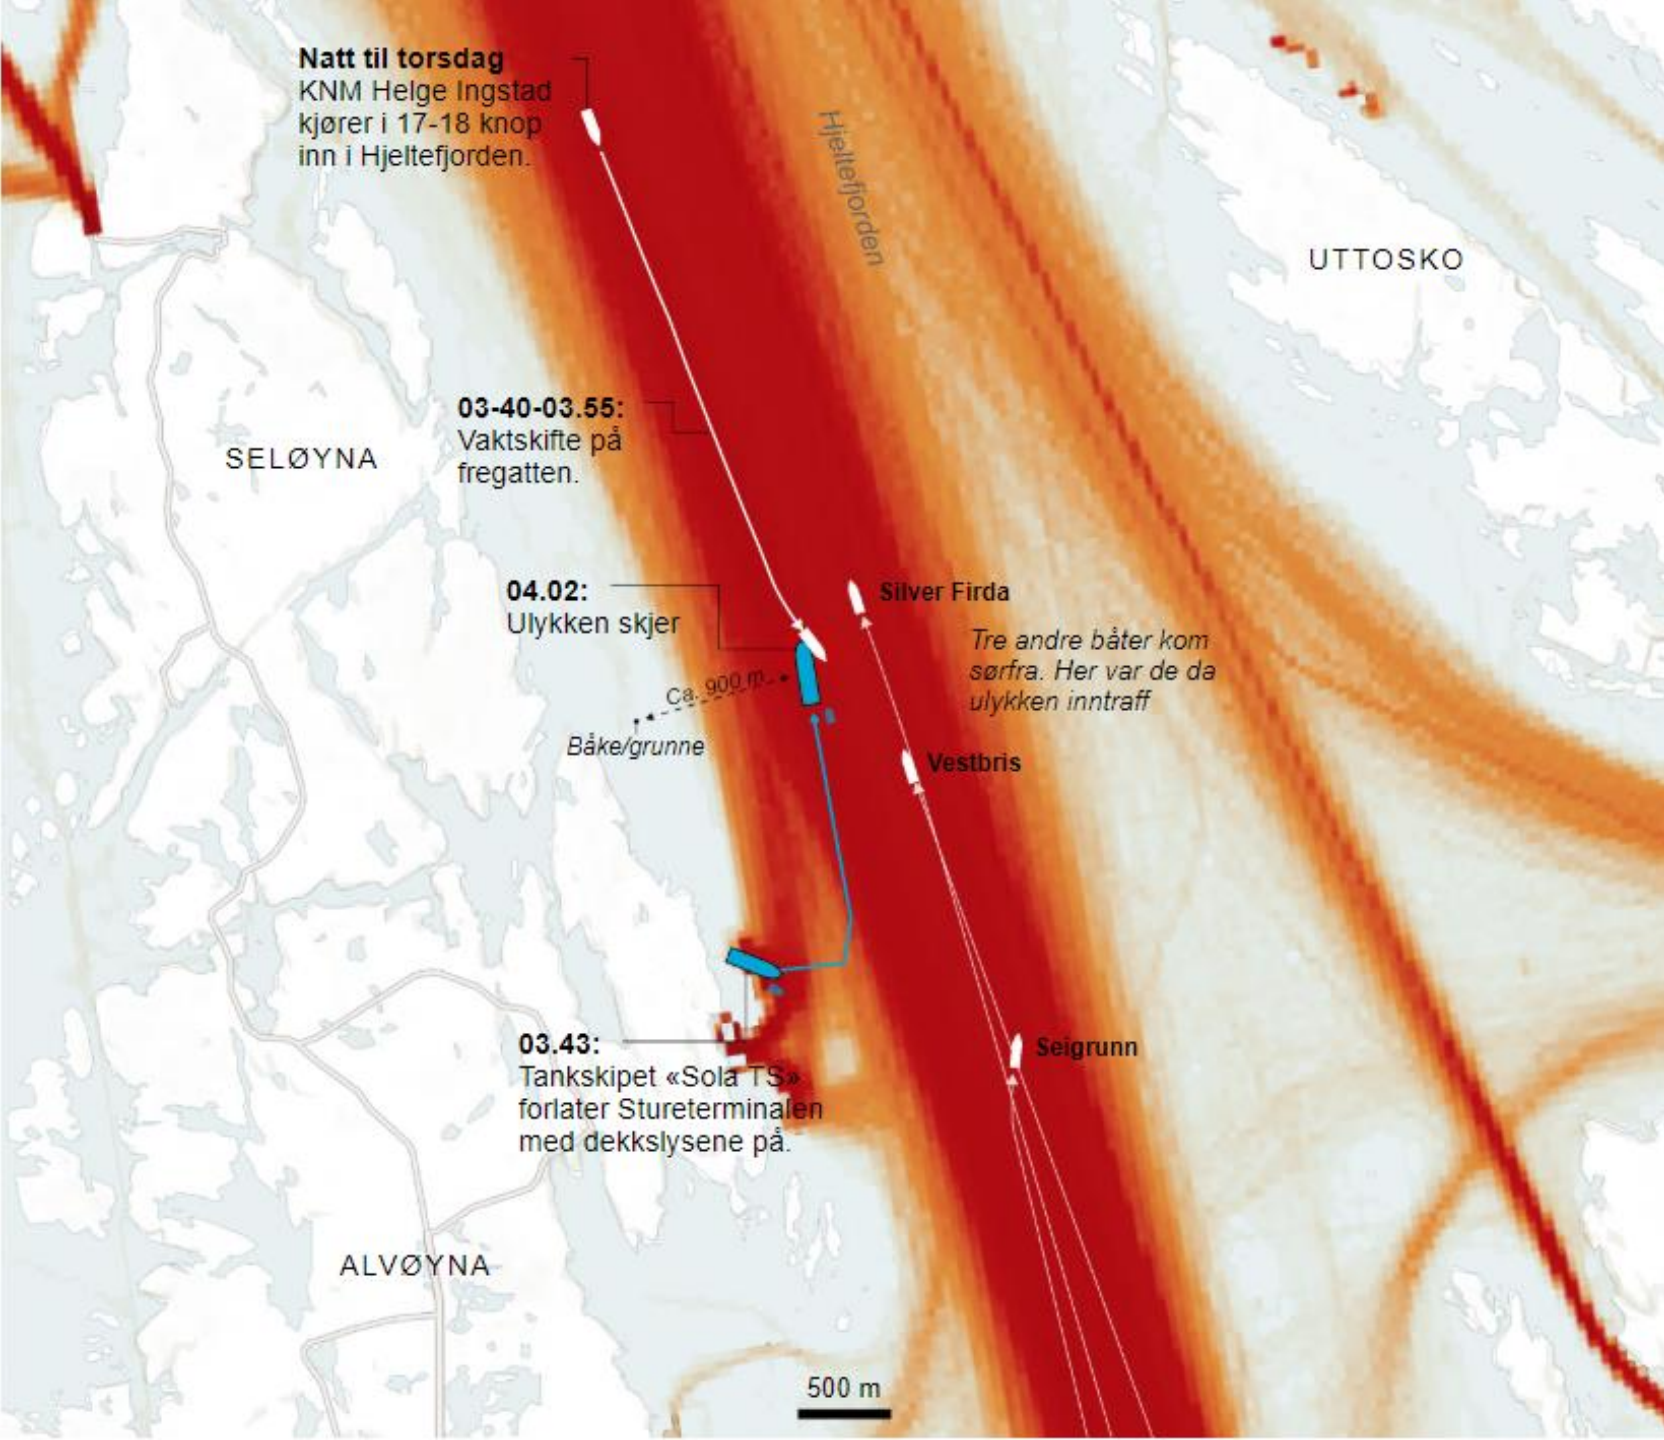 Natt til torsdag
KNM Helge Ingstad
kjører i 17-18 knop
inn i Hjeltefjorden.
Hjeltefjorden
UTTOSKO
03-40-03.55:
Vaktskifte på
fregatten.
SELØYNA
04.02:
Ulykken skjer
Silver Firda
Tre andre båter kom
sørfra. Her var de da
ulykken inntraff
Ca. 900 m
Båke/grunne
Vestbris
03.43:
Tankskipet «Sola TS»
forlater Stureterminalen
med dekkslysene på.
Seigrunn
ALVØYNA
500 m